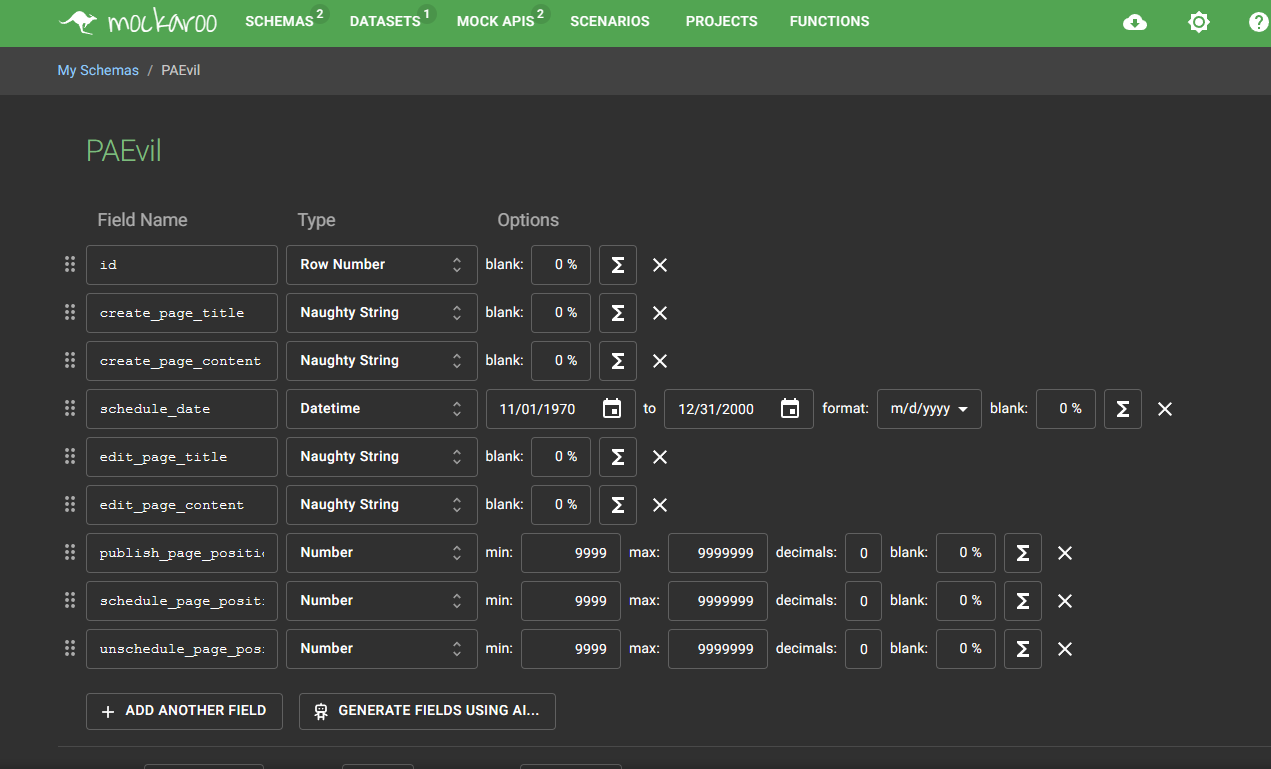 mockaroo SCHEMAS 2 DATASETS 1 MOCK APIS 2 SCENARIOS PROJECTS FUNCTIONS ?
My Schemas / PAEvil
PAEvil
Field Name Type Options
id Row Number blank: 0 % Σ
create_page_title Naughty String blank: 0 % Σ
create_page_content Naughty String blank: 0 % Σ
schedule_date Datetime 11/01/1970 to 12/31/2000 format: m/d/yyyy blank: 0 % Σ
edit_page_title Naughty String blank: 0 % Σ
edit_page_content Naughty String blank: 0 % Σ
publish_page_positio Number min: 9999 max: 9999999 decimals: 0 blank: 0 % Σ
schedule_page_posit Number min: 9999 max: 9999999 decimals: 0 blank: 0 % Σ
unschedule_page_pos Number min: 9999 max: 9999999 decimals: 0 blank: 0 % Σ
+ ADD ANOTHER FIELD GENERATE FIELDS USING AI...